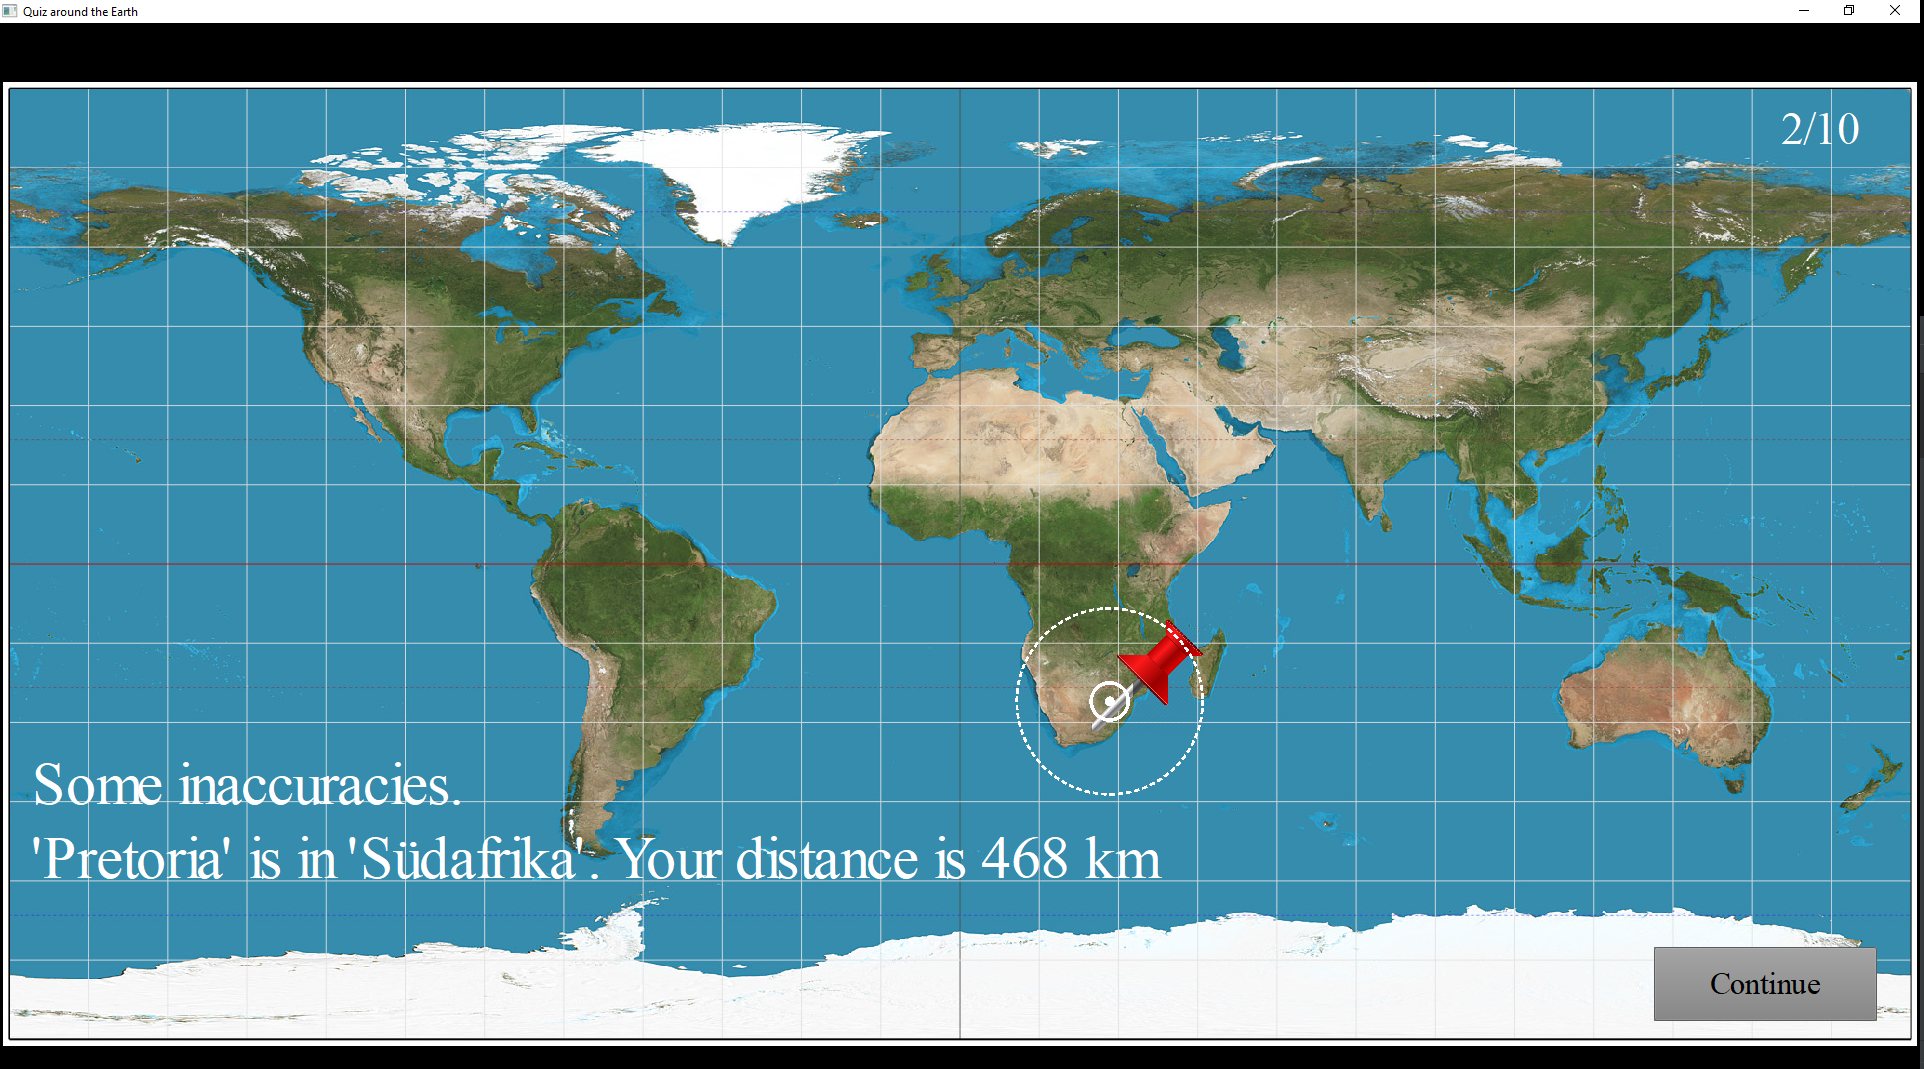 Quiz around the Earth
2/10
Some inaccuracies.
'Pretoria' is in 'Südafrika'. Your distance is 468 km
Continue